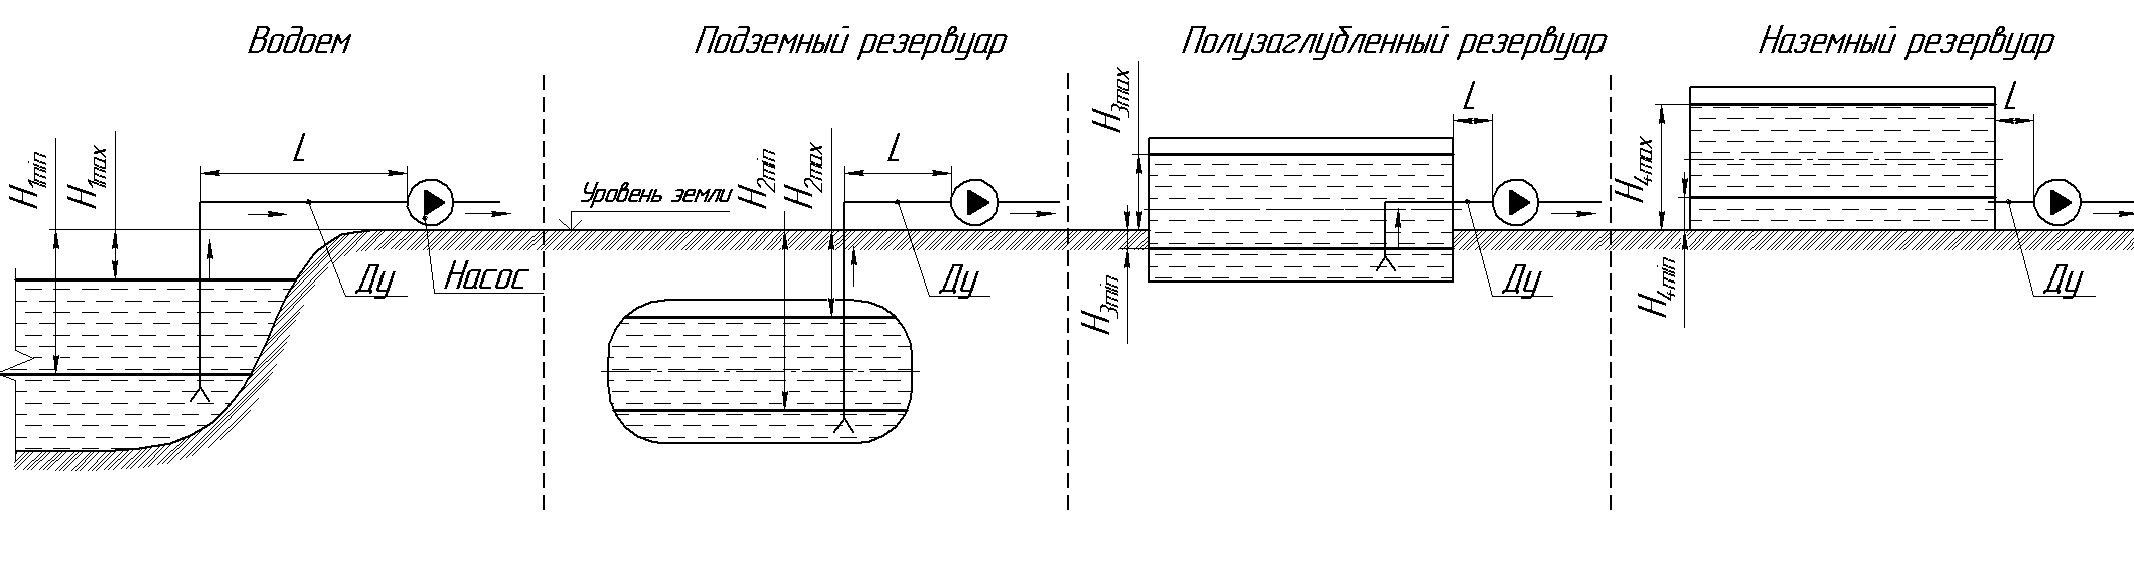 Водоем
H1min
H1max
L
Ду
Насос
Подземный резервуар
Уровень земли
H2min
H2max
L
Ду
Полузаглубленный резервуар
H3max
H3min
L
Ду
Наземный резервуар
H4max
H4min
L
Ду